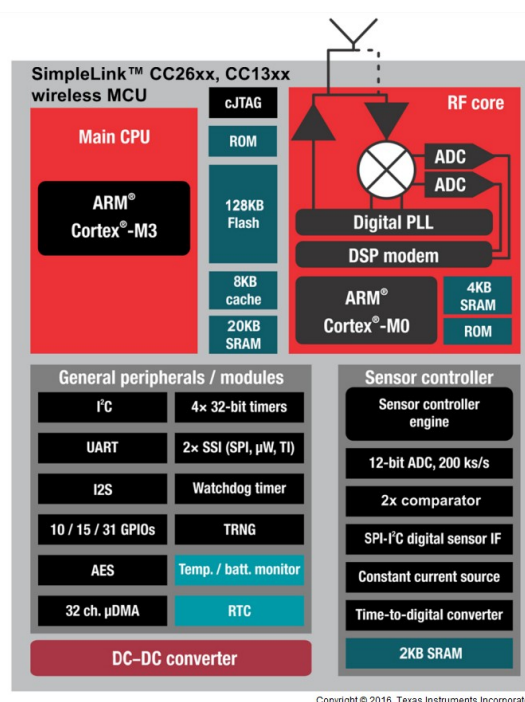 SimpleLink™ CC26xx, CC13xx
wireless MCU
cJTAG
RF core
Main CPU
ROM
ADC
ARM®
Cortex®-M3
128KB
Flash
ADC
Digital PLL
DSP modem
8KB
cache
ARM®
Cortex®-M0
4KB
SRAM
20KB
SRAM
ROM
General peripherals / modules
I²C
4× 32-bit timers
UART
2× SSI (SPI, µW, TI)
I2S
Watchdog timer
10 / 15 / 31 GPIOs
TRNG
AES
Temp. / batt. monitor
32 ch. µDMA
RTC
Sensor controller
Sensor controller
engine
12-bit ADC, 200 ks/s
2x comparator
SPI-I²C digital sensor IF
Constant current source
Time-to-digital converter
2KB SRAM
DC–DC converter
Copyright © 2016, Texas Instruments Incorporate